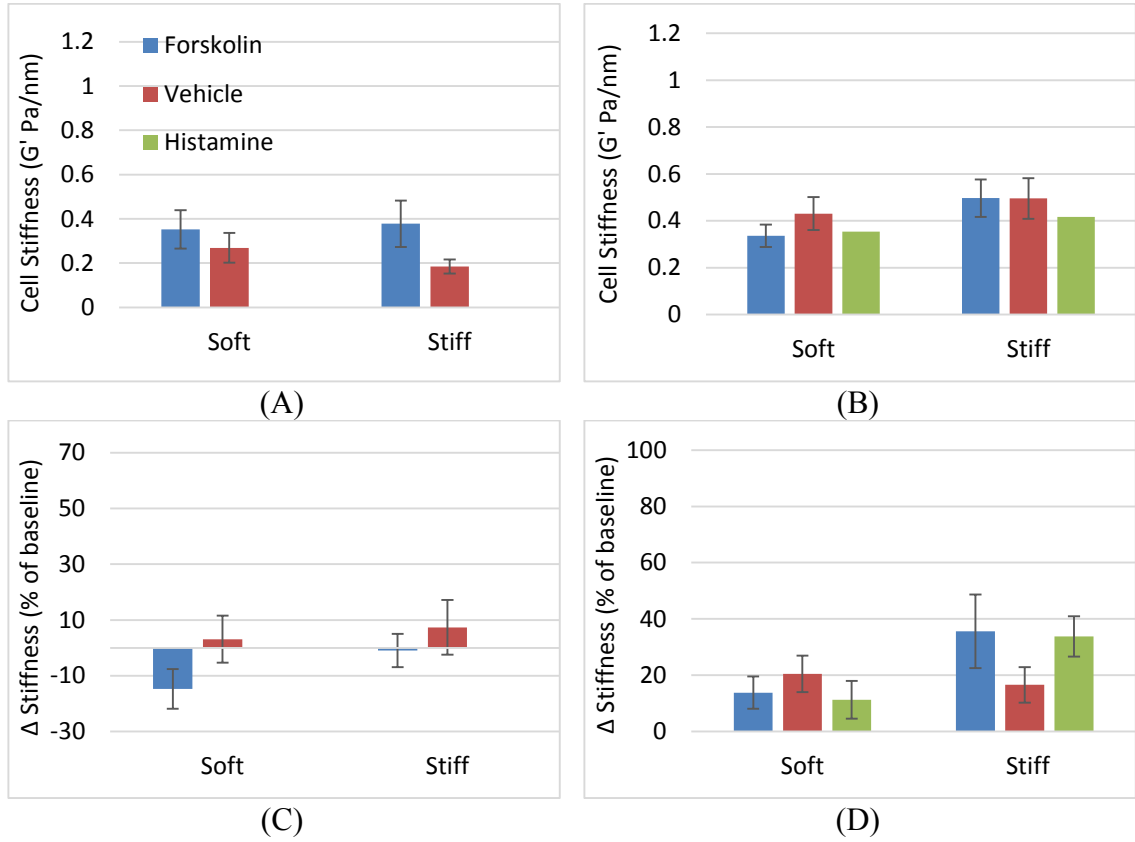 Cell Stiffness (G' Pa/nm)
1.2
1
0.8
0.6
0.4
0.2
0
Forskolin
Vehicle
Histamine
Soft
Stiff
(A)
Cell Stiffness (G' Pa/nm)
1.2
1
0.8
0.6
0.4
0.2
0
Soft
Stiff
(B)
Δ Stiffness (% of baseline)
70
50
30
10
-10
-30
Soft
Stiff
(C)
Δ Stiffness (% of baseline)
100
80
60
40
20
0
Soft
Stiff
(D)